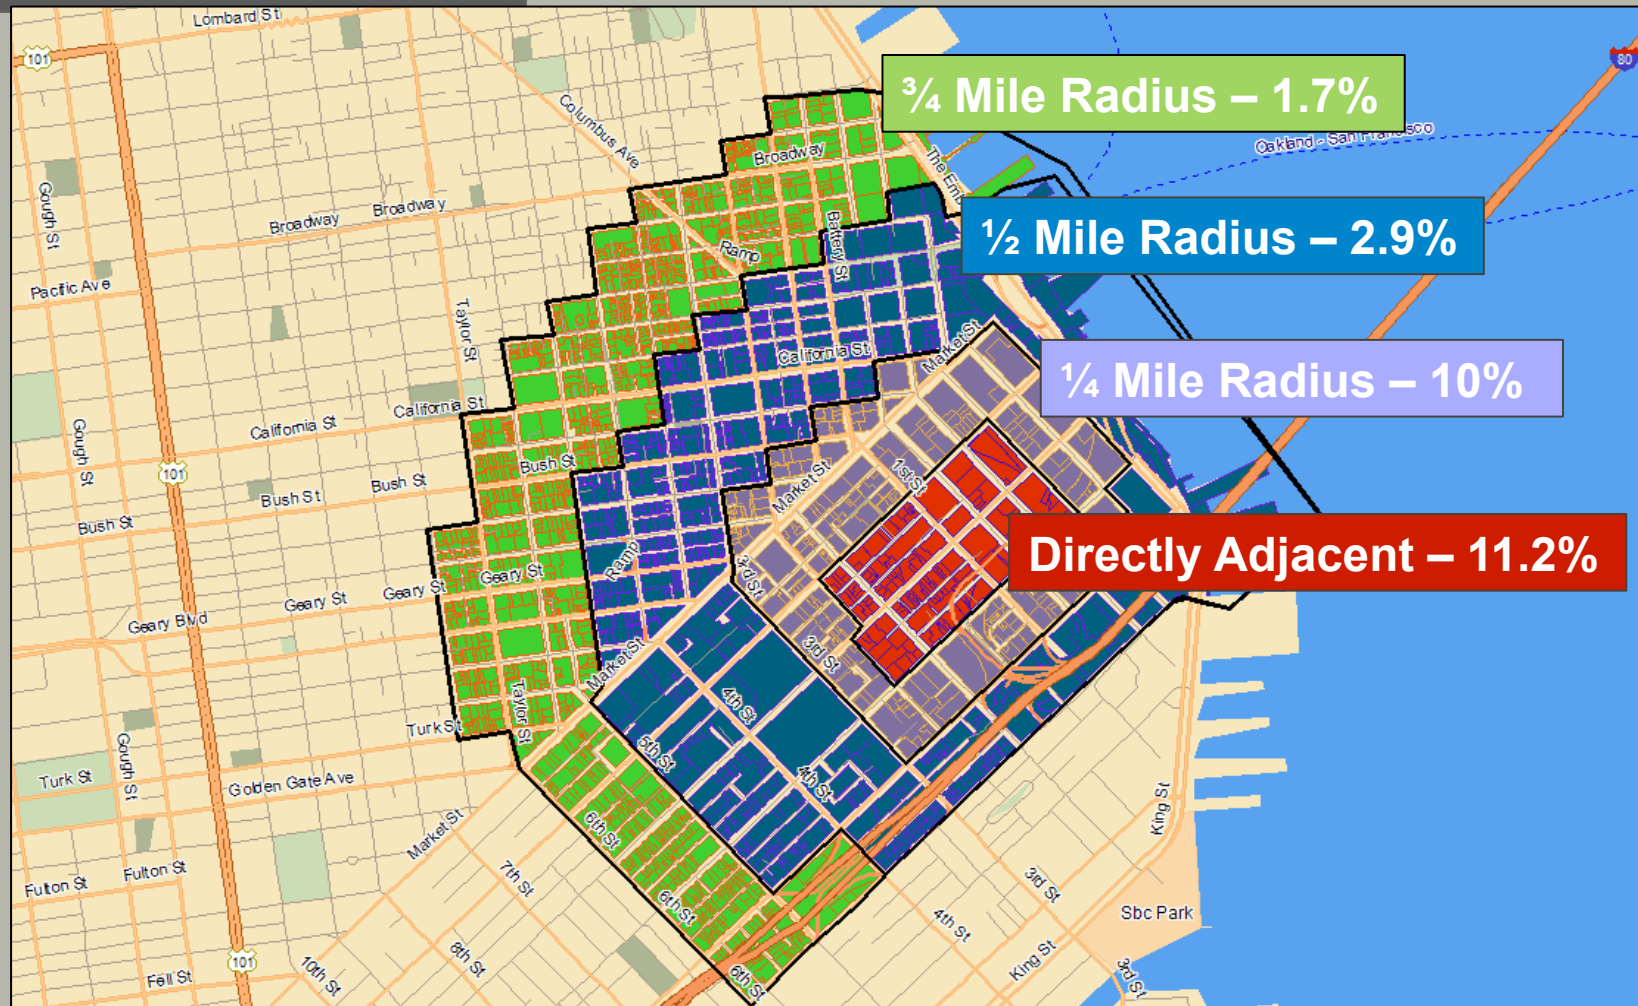 Lombard St
101
80
¾ Mile Radius – 1.7%
Columbus Ave
Oakland - San Francisco
Broadway
The Emb
Gough St
Broadway
Broadway
½ Mile Radius – 2.9%
Battery St
Ramp
Pacific Ave
Taylor St
Market St
California St
¼ Mile Radius – 10%
California St
California St
Gough St
101
Bush St
1st St
Market St
Bush St
Bush St
Bush St
Directly Adjacent – 11.2%
Ramp
3rd St
Geary St
Geary St
Geary St
Geary Blvd
3rd St
Market St
4th St
Taylor St
Turk St
5th St
Gough St
Turk St
Golden Gate Ave
4th St
King St
Market St
6th St
Fulton St
Fulton St
7th St
3rd St
6th St
Sbc Park
4th St
8th St
King St
101
10th St
Fell St
6th St
3rd St